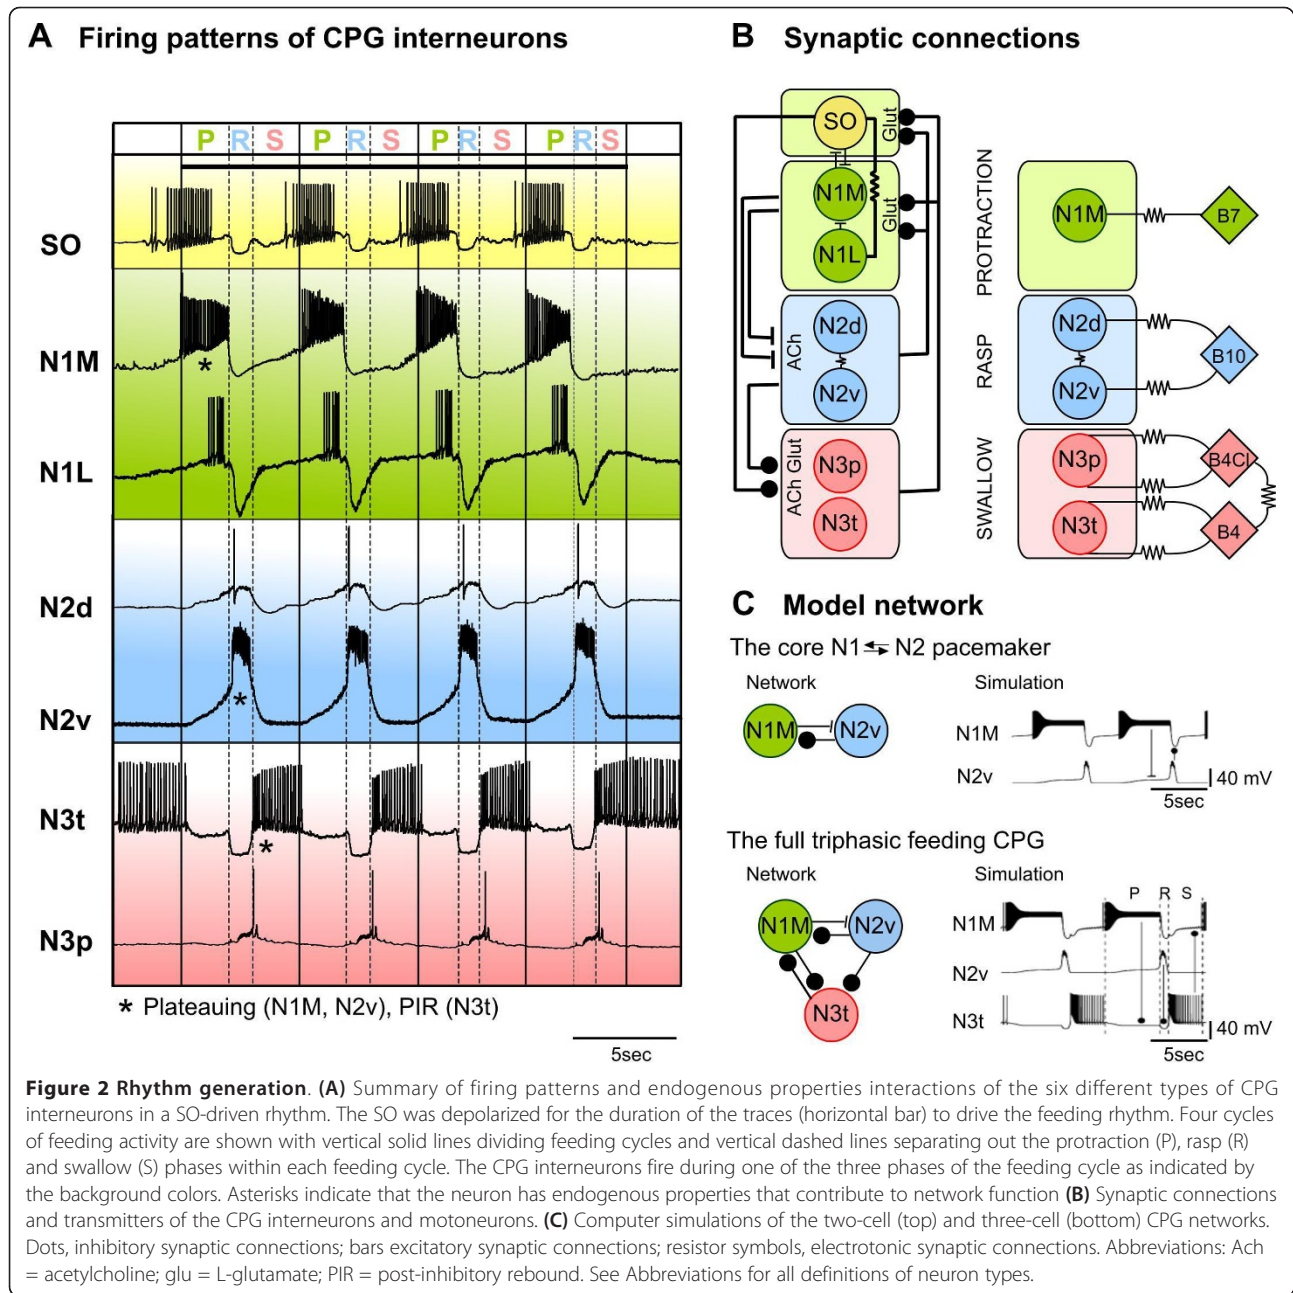 A Firing patterns of CPG interneurons
P R S P R S P R S P R S
SO
N1M
*
N1L
N2d
N2v
*
N3t
*
N3p
* Plateauing (N1M, N2v), PIR (N3t)
5sec
B Synaptic connections
SO
Glut
N1M
Glut
N1L
N2d
ACh
N2v
N3p
ACh Glut
N3t
PROTRACTION
N1M
B7
RASP
N2d
B10
N2v
SWALLOW
N3p
B4Cl
N3t
B4
C Model network
The core N1 ⇌ N2 pacemaker
Network
Simulation
N1M N2v
N1M
N2v
40 mV
5sec
The full triphasic feeding CPG
Network
Simulation
N1M N2v
N3t
P R S
N1M
N2v
N3t
40 mV
5sec
Figure 2 Rhythm generation. (A) Summary of firing patterns and endogenous properties interactions of the six different types of CPG
interneurons in a SO-driven rhythm. The SO was depolarized for the duration of the traces (horizontal bar) to drive the feeding rhythm. Four cycles
of feeding activity are shown with vertical solid lines dividing feeding cycles and vertical dashed lines separating out the protraction (P), rasp (R)
and swallow (S) phases within each feeding cycle. The CPG interneurons fire during one of the three phases of the feeding cycle as indicated by
the background colors. Asterisks indicate that the neuron has endogenous properties that contribute to network function (B) Synaptic connections
and transmitters of the CPG interneurons and motoneurons. (C) Computer simulations of the two-cell (top) and three-cell (bottom) CPG networks.
Dots, inhibitory synaptic connections; bars excitatory synaptic connections; resistor symbols, electrotonic synaptic connections. Abbreviations: Ach
= acetylcholine; glu = L-glutamate; PIR = post-inhibitory rebound. See Abbreviations for all definitions of neuron types.